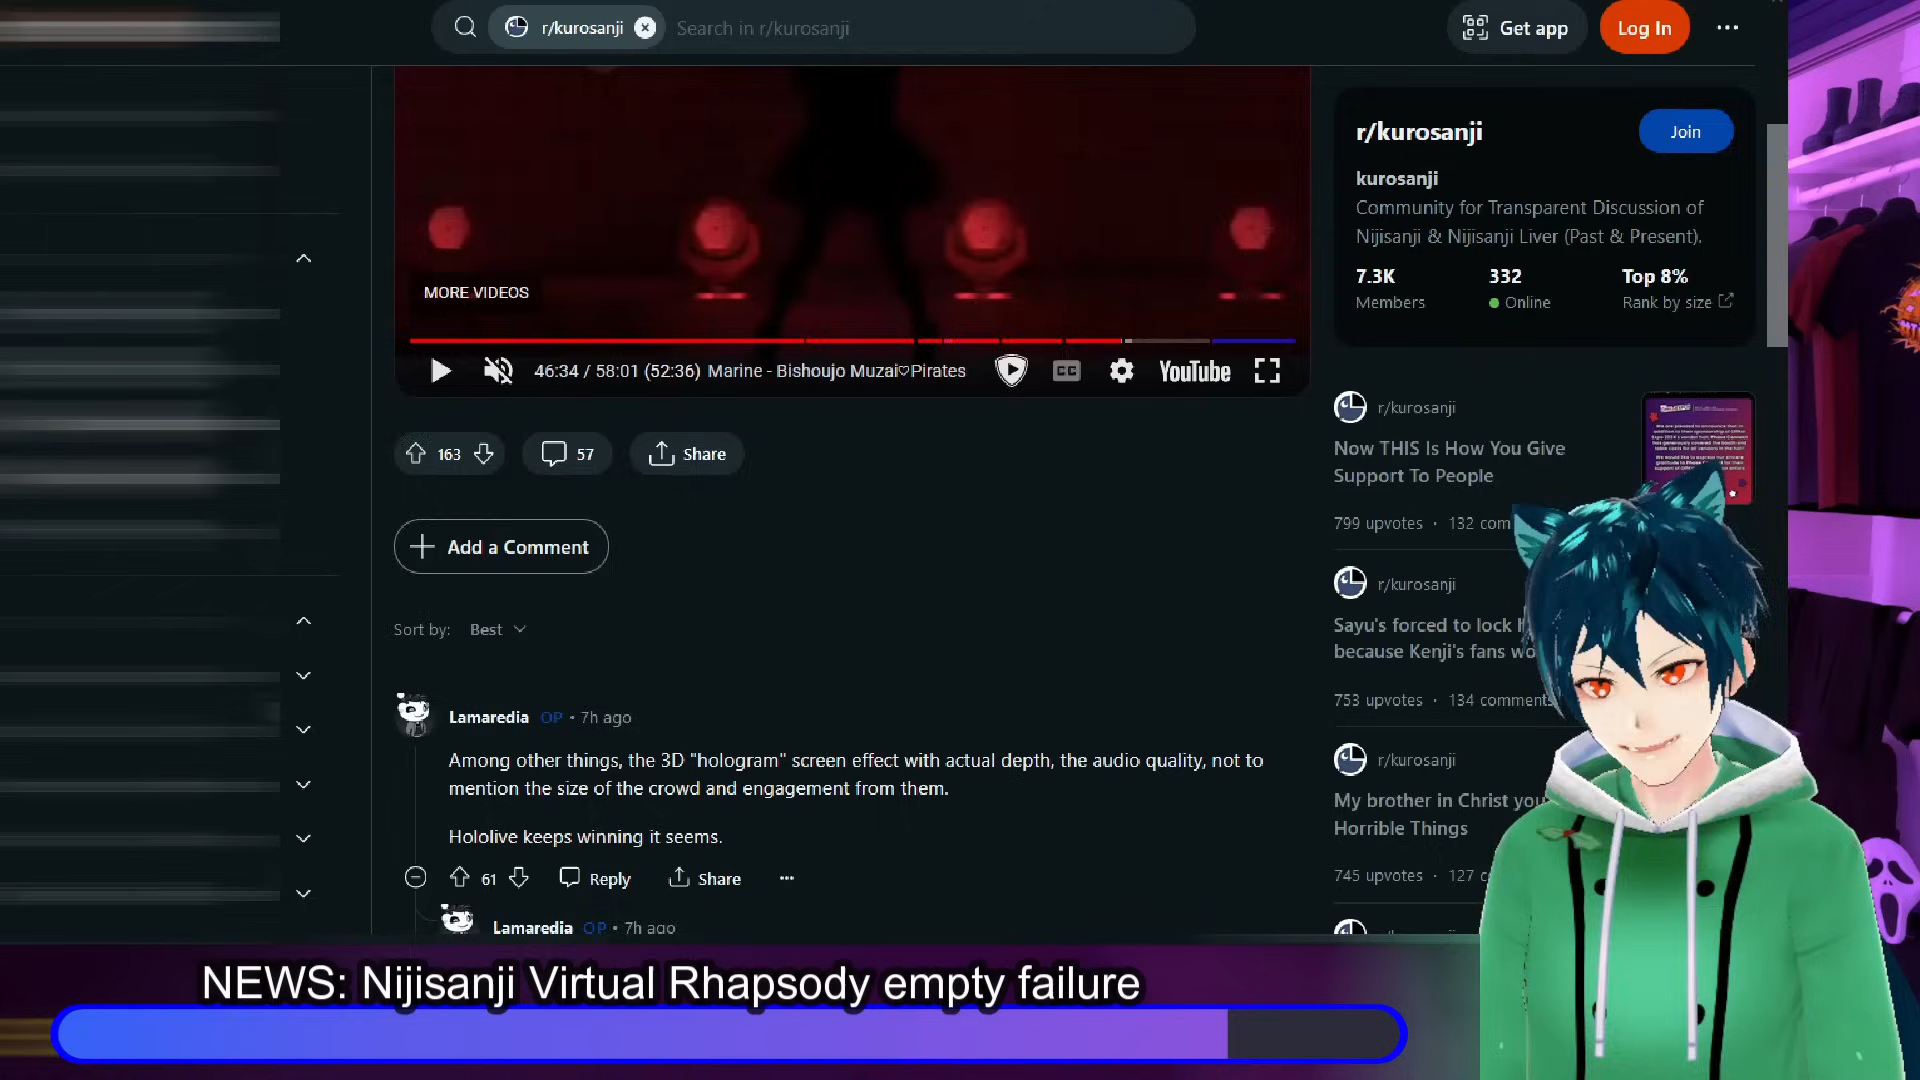 r/kurosanji
Search in r/kurosanji
Get app
Log In
MORE VIDEOS
46:34 / 58:01 (52:36) Marine - Bishoujo Muzai♡Pirates
CC
YouTube
163
57
Share
Add a Comment
Sort by: Best
Lamaredia OP • 7h ago
Among other things, the 3D "hologram" screen effect with actual depth, the audio quality, not to
mention the size of the crowd and engagement from them.
Hololive keeps winning it seems.
61
Reply
Share
Lamaredia OP • 7h ago
r/kurosanji
Join
kurosanji
Community for Transparent Discussion of
Nijisanji & Nijisanji Liver (Past & Present).
7.3K
332
Top 8%
Members
Online
Rank by size
r/kurosanji
Now THIS Is How You Give
Support To People
799 upvotes · 132 com
r/kurosanji
Sayu's forced to lock
because Kenji's fans wo
753 upvotes · 134 comments
r/kurosanji
My brother in Christ you
Horrible Things
745 upvotes · 127 c
NEWS: Nijisanji Virtual Rhapsody empty failure